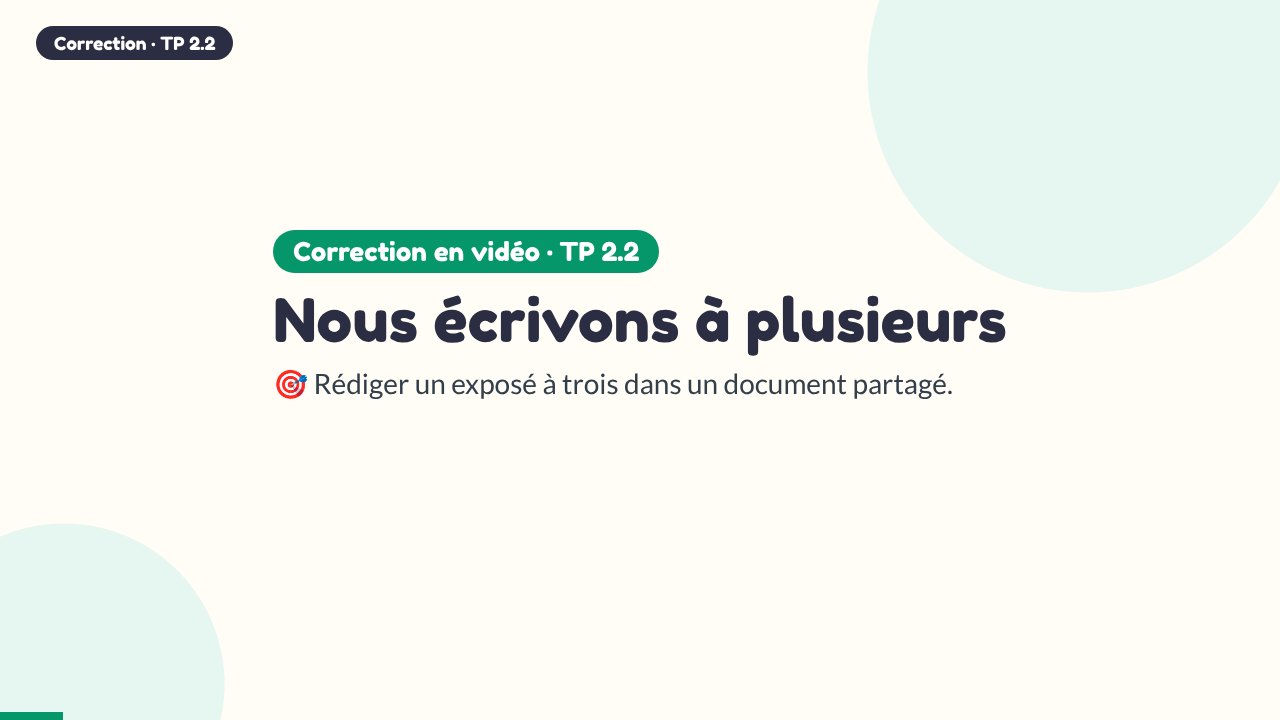 Correction · TP 2.2
Correction en vidéo · TP 2.2
Nous écrivons à plusieurs
🎯 Rédiger un exposé à trois dans un document partagé.